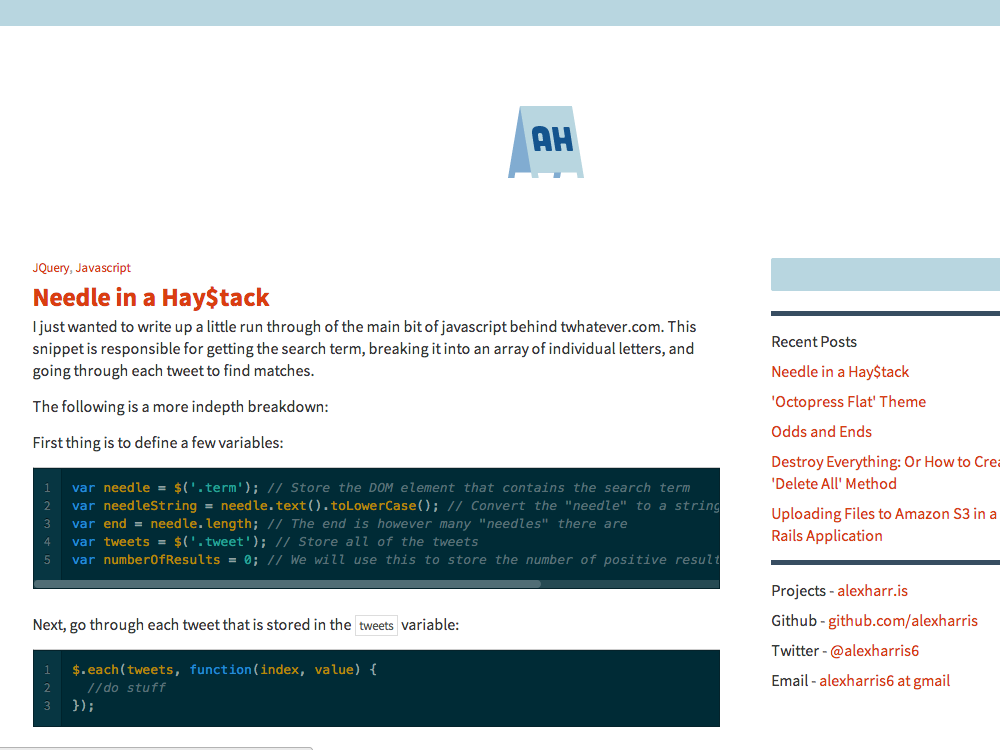 AH
JQuery, Javascript
Needle in a Hay$tack
I just wanted to write up a little run through of the main bit of javascript behind twhatever.com. This
snippet is responsible for getting the search term, breaking it into an array of individual letters, and
going through each tweet to find matches.
The following is a more indepth breakdown:
First thing is to define a few variables:
1 var needle = $('.term'); // Store the DOM element that contains the search term
2 var needleString = needle.text().toLowerCase(); // Convert the "needle" to a string
3 var end = needle.length; // The end is however many "needles" there are
4 var tweets = $('.tweet'); // Store all of the tweets
5 var numberOfResults = 0; // We will use this to store the number of positive result
Next, go through each tweet that is stored in the tweets variable:
1 $.each(tweets, function(index, value) {
2 //do stuff
3 });
Recent Posts
Needle in a Hay$tack
'Octopress Flat' Theme
Odds and Ends
Destroy Everything: Or How to Crea
'Delete All' Method
Uploading Files to Amazon S3 in a
Rails Application
Projects - alexharr.is
Github - github.com/alexharris
Twitter - @alexharris6
Email - alexharris6 at gmail